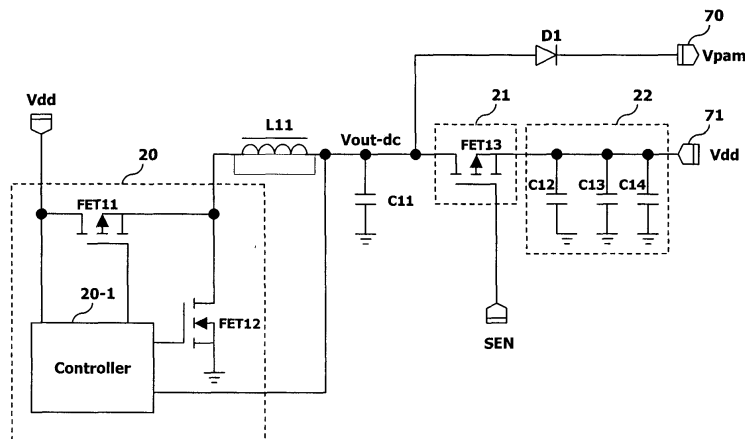 70
D1
Vpam
Vdd
21
22
71
L11
Vout-dc
FET13
Vdd
20
FET11
C11
C12
C13
C14
20-1
FET12
SEN
Controller